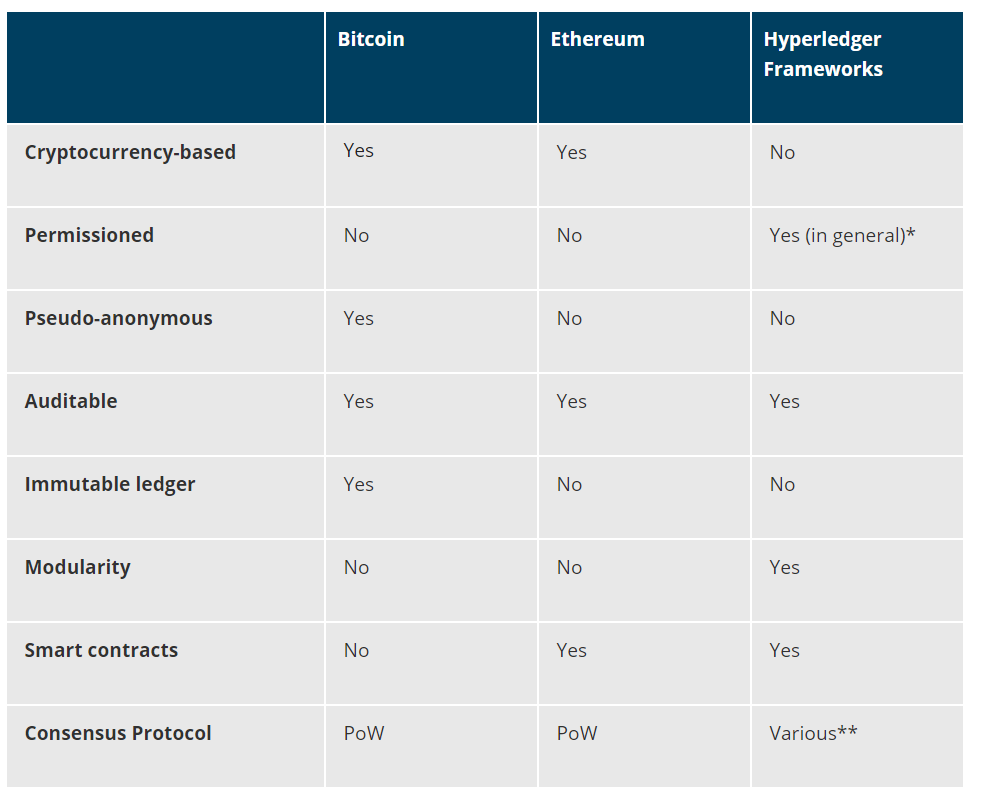 Bitcoin Ethereum Hyperledger Frameworks
Cryptocurrency-based Yes Yes No
Permissioned No No Yes (in general)*
Pseudo-anonymous Yes No No
Auditable Yes Yes Yes
Immutable ledger Yes No No
Modularity No No Yes
Smart contracts No Yes Yes
Consensus Protocol PoW PoW Various**